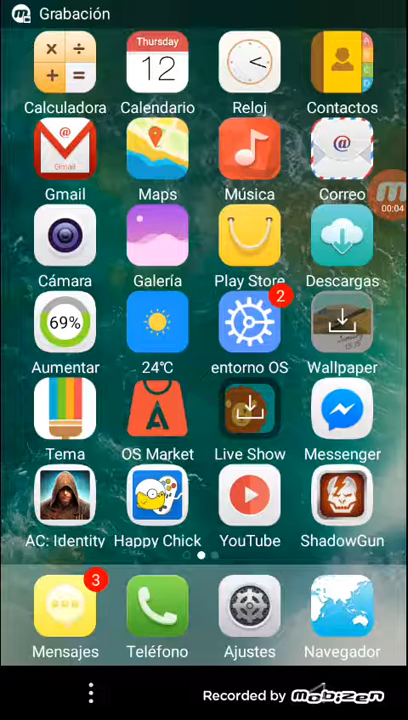 Grabación
Thursday
12
Calculadora Calendario Reloj Contactos
Gmail
Gmail Maps Música Correo
00:04
Cámara Galería Play Store Descargas
69%
2
Aumentar 24℃ entorno OS Wallpaper
A
Tema OS Market Live Show Messenger
AC: Identity Happy Chick YouTube ShadowGun
3
Mensajes Teléfono Ajustes Navegador
Recorded by MOBIZEN